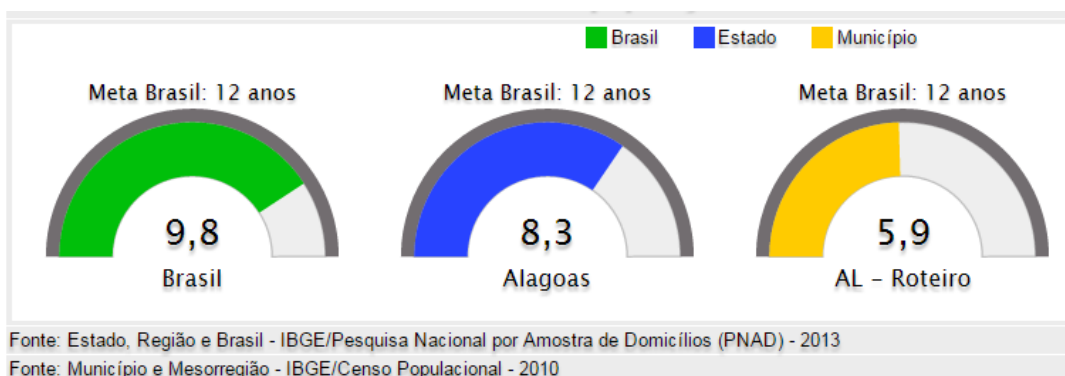 Brasil Estado Município
Meta Brasil: 12 anos Meta Brasil: 12 anos Meta Brasil: 12 anos
9,8 8,3 5,9
Brasil Alagoas AL – Roteiro
Fonte: Estado, Região e Brasil - IBGE/Pesquisa Nacional por Amostra de Domicílios (PNAD) - 2013
Fonte: Município e Mesorregião - IBGE/Censo Populacional - 2010